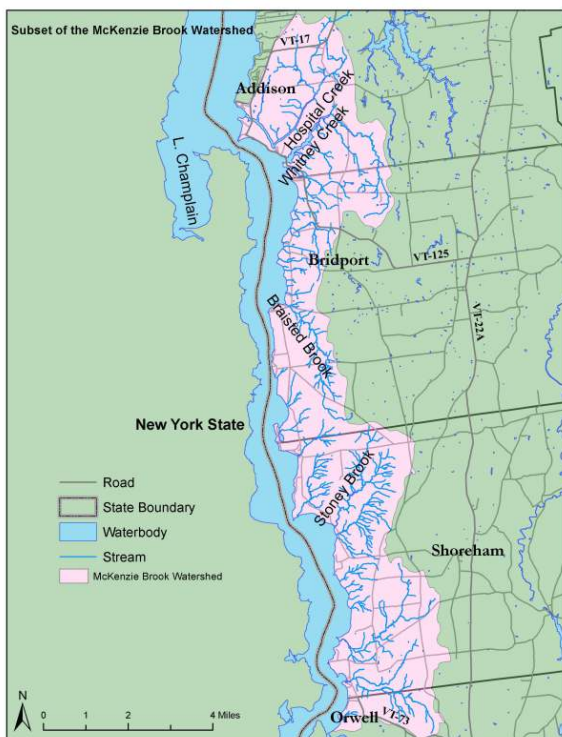 Subset of the McKenzie Brook Watershed
VT-17
Addison
Hospital Creek
Whitney Creek
L. Champlain
Bridport
VT-125
VT-22A
Braisted Brook
New York State
Stoney Brook
Shoreham
Road
State Boundary
Waterbody
Stream
McKenzie Brook Watershed
N
0 1 2 4 Miles
Orwell
VT-73